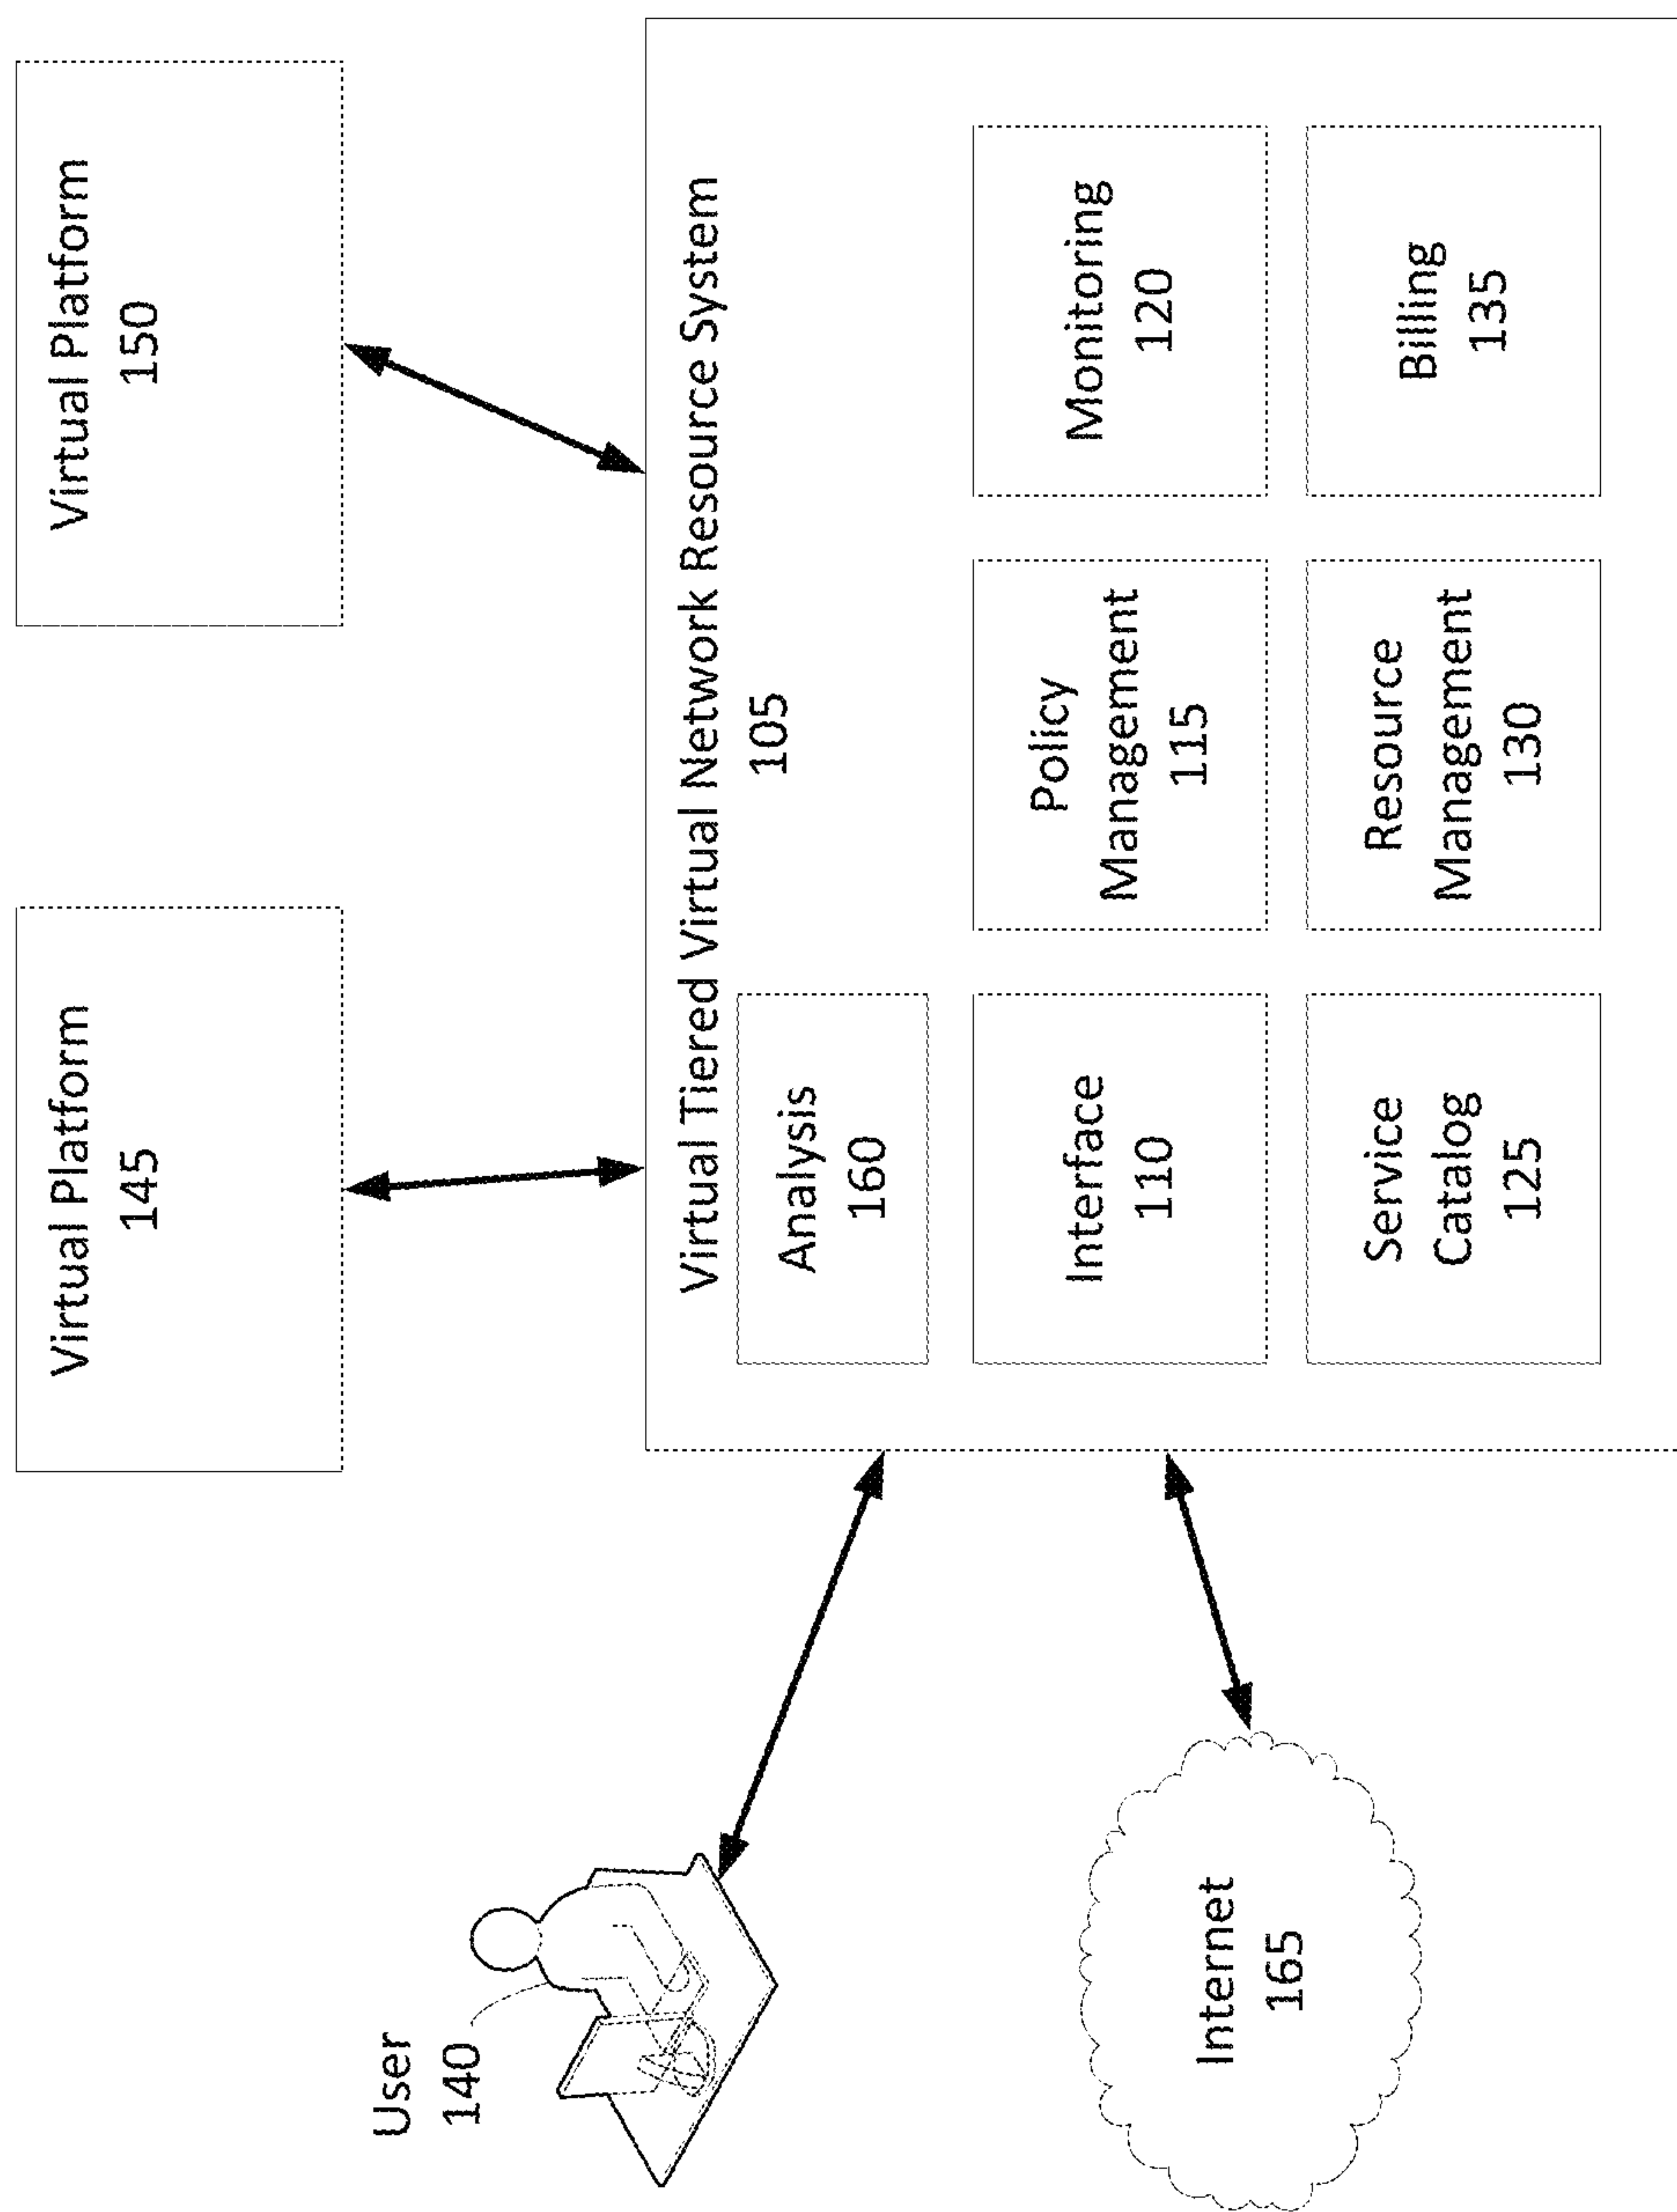 Virtual Platform
145
Virtual Platform
150
User
140
Internet
165
Virtual Tiered Virtual Network Resource System
105
Analysis
160
Interface
110
Policy
Management
115
Monitoring
120
Service
Catalog
125
Resource
Management
130
Billing
135